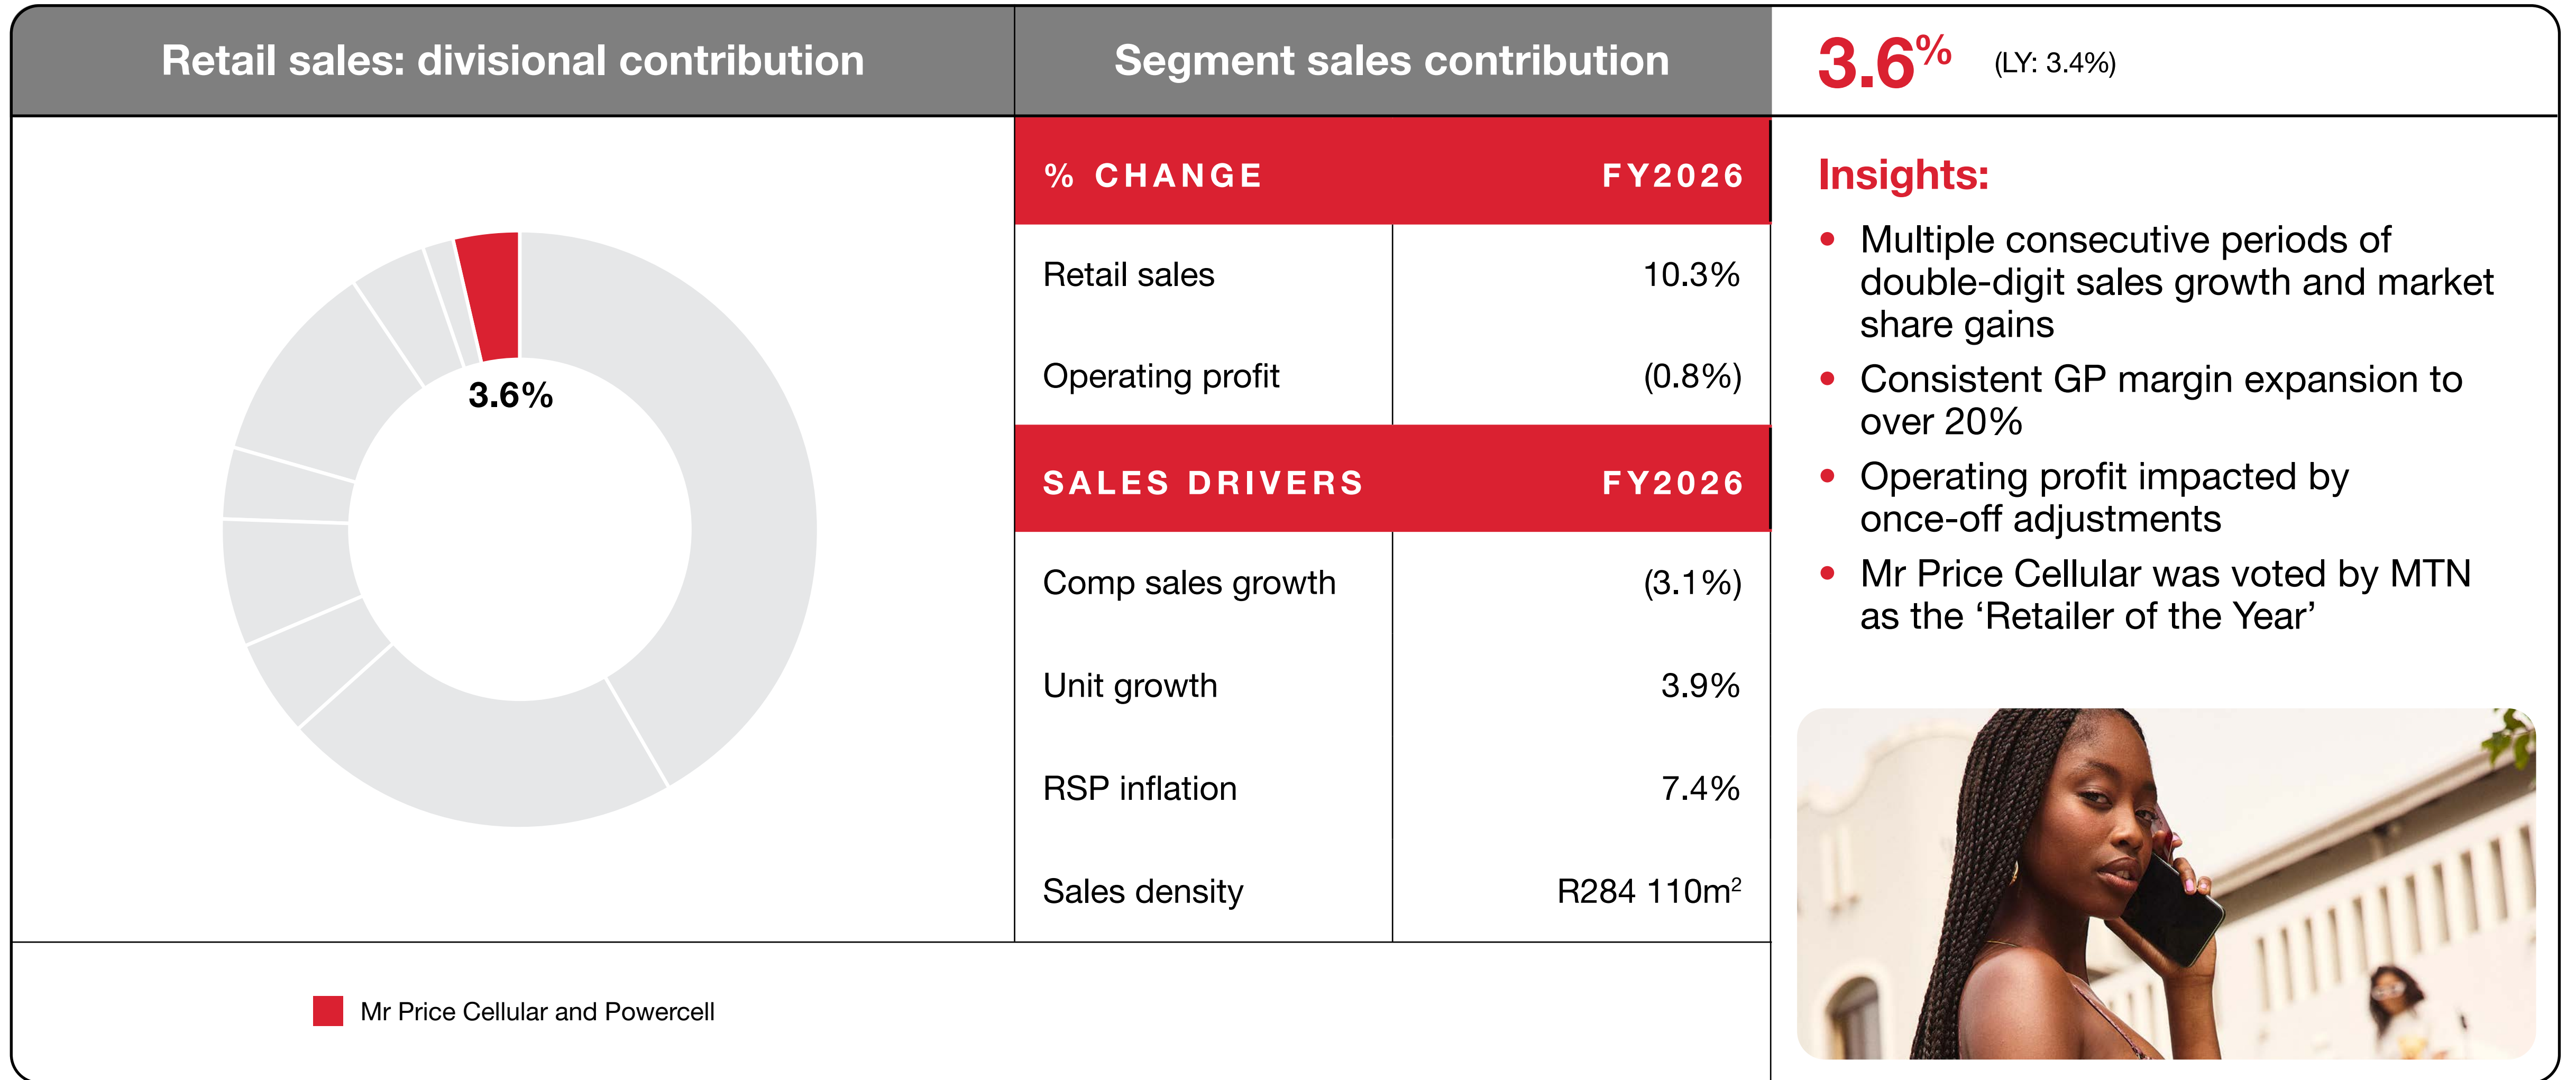 Retail sales: divisional contribution
Segment sales contribution
3.6% (LY: 3.4%)
3.6%
Mr Price Cellular and Powercell
% CHANGE FY2026
Retail sales 10.3%
Operating profit (0.8%)
SALES DRIVERS FY2026
Comp sales growth (3.1%)
Unit growth 3.9%
RSP inflation 7.4%
Sales density R284 110m²
Insights:
• Multiple consecutive periods of
double-digit sales growth and market
share gains
• Consistent GP margin expansion to
over 20%
• Operating profit impacted by
once-off adjustments
• Mr Price Cellular was voted by MTN
as the ‘Retailer of the Year’